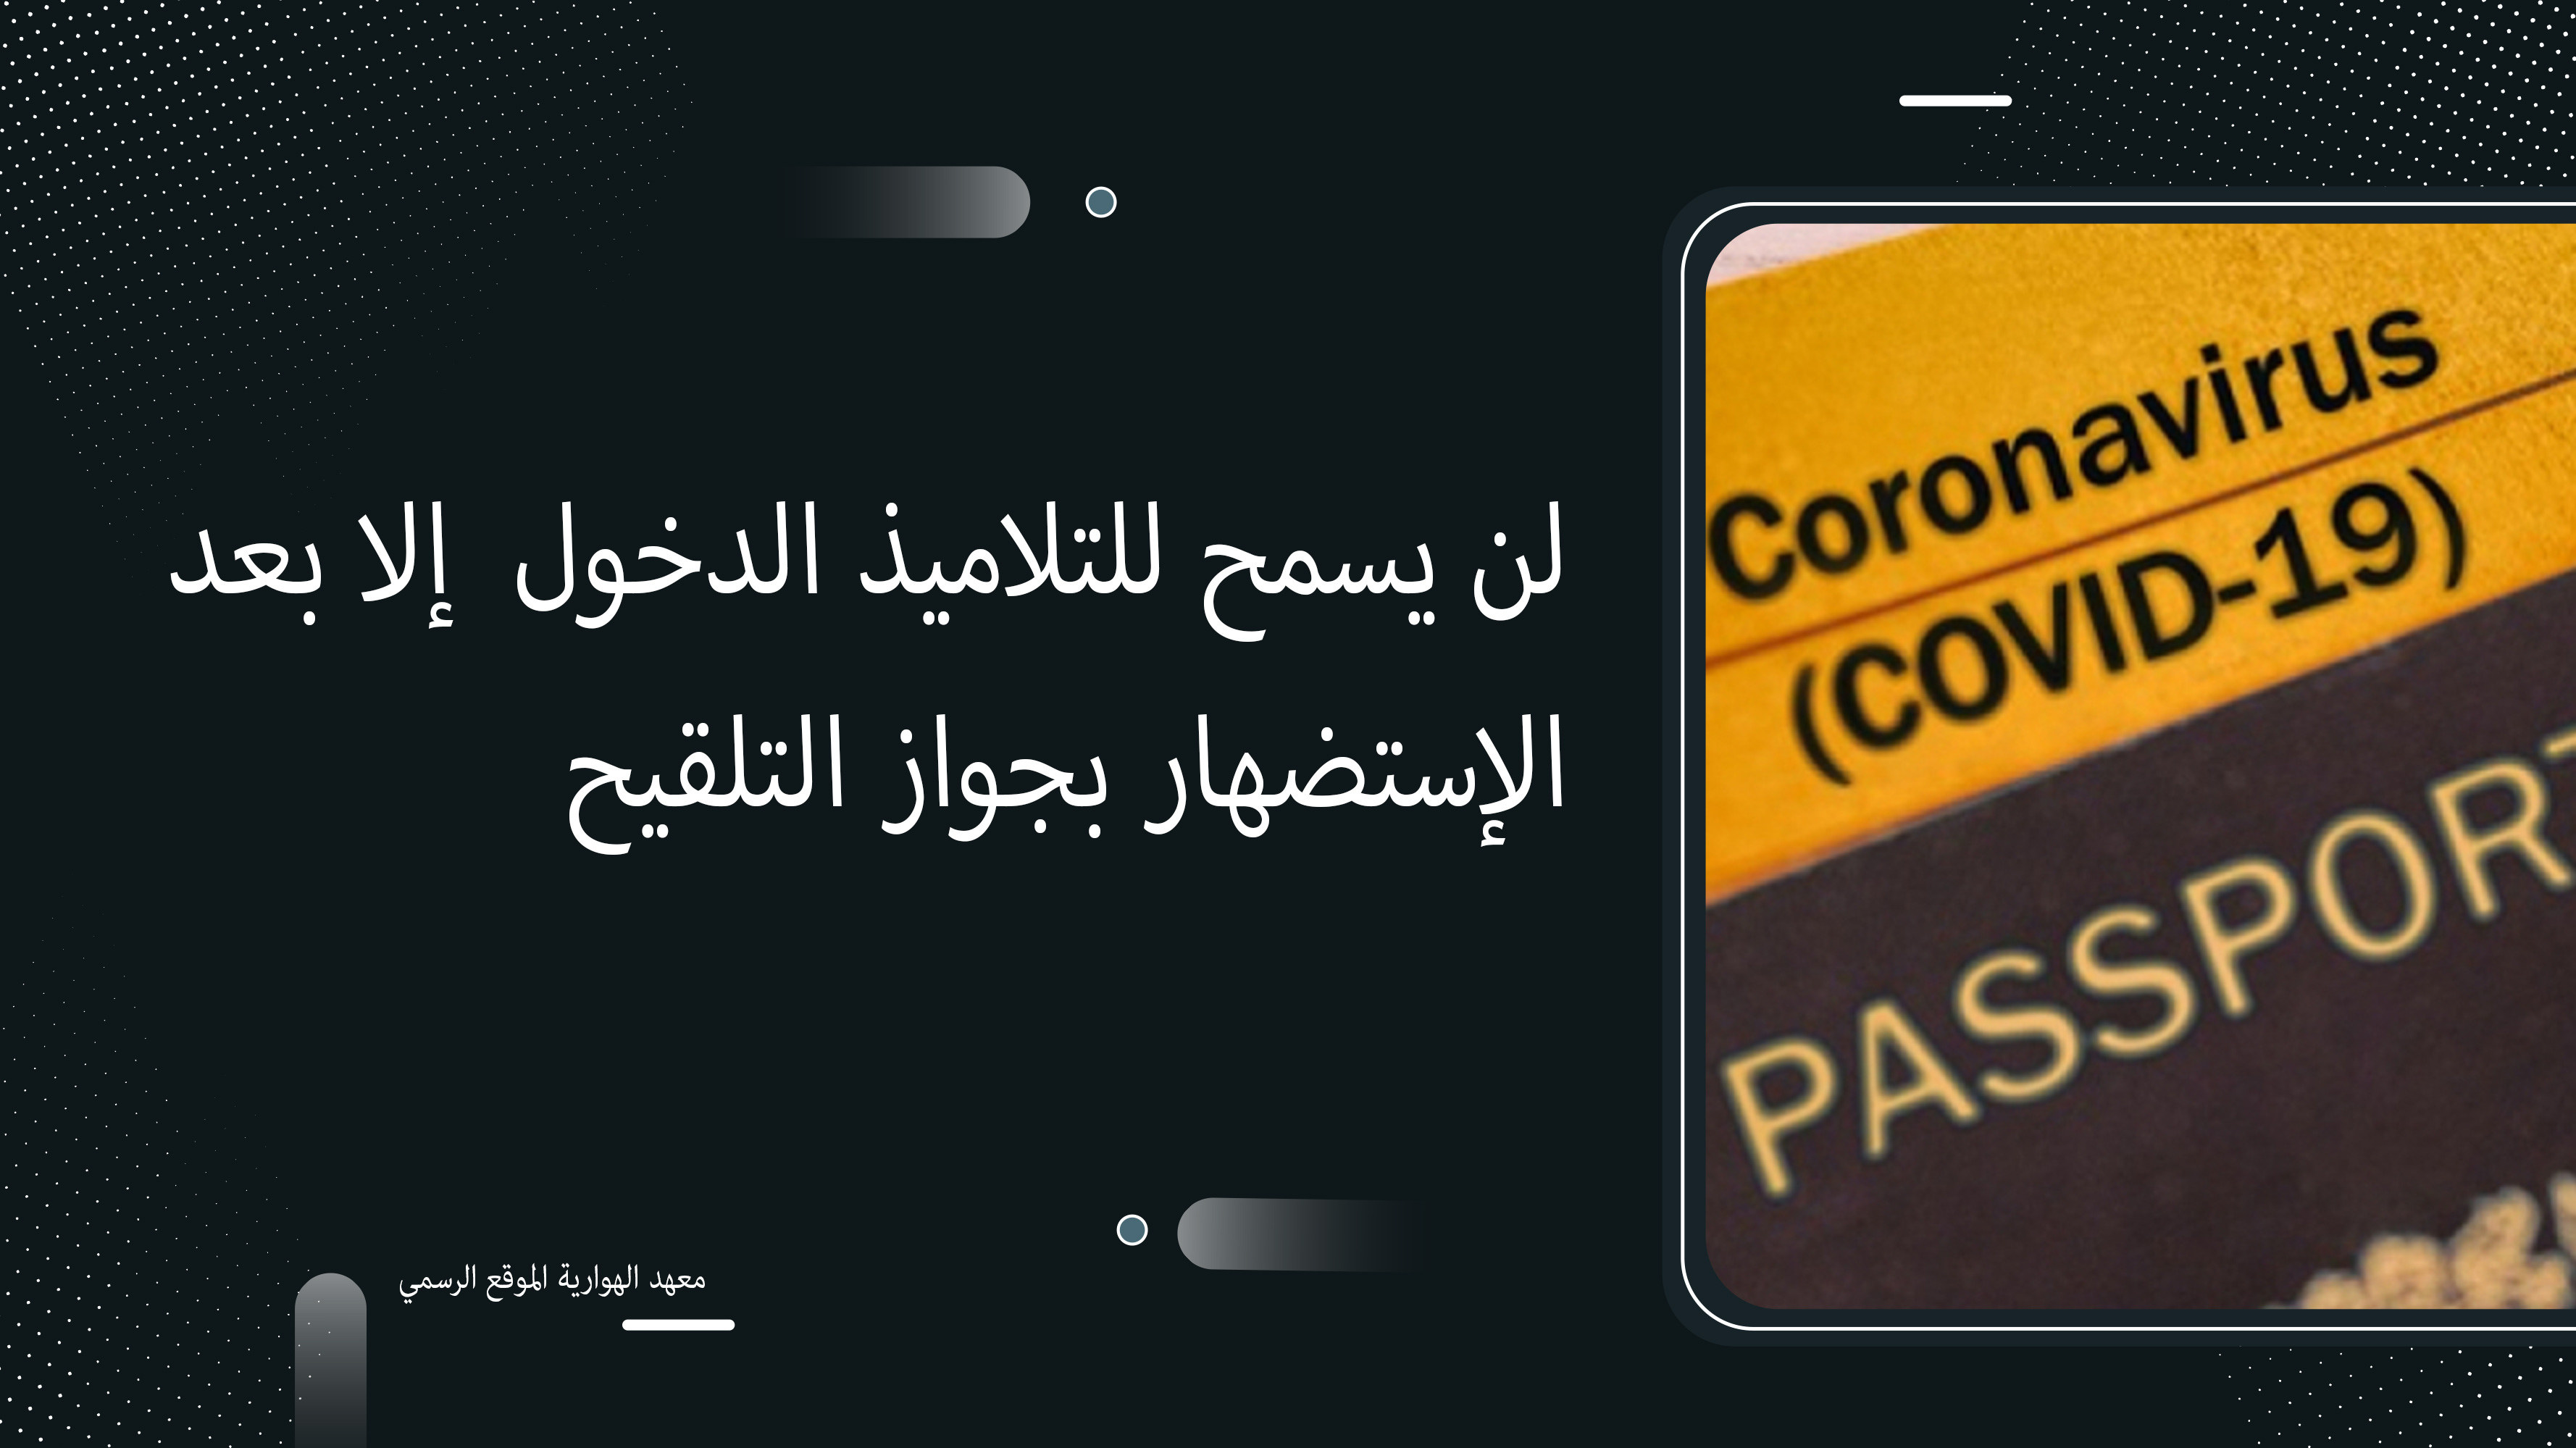 لن يسمح للتلاميذ الدخول إلا بعد
الإستضهار بجواز التلقيح
Coronavirus
(COVID-19)
PASSPORT
معهد الهوارية الموقع الرسمي